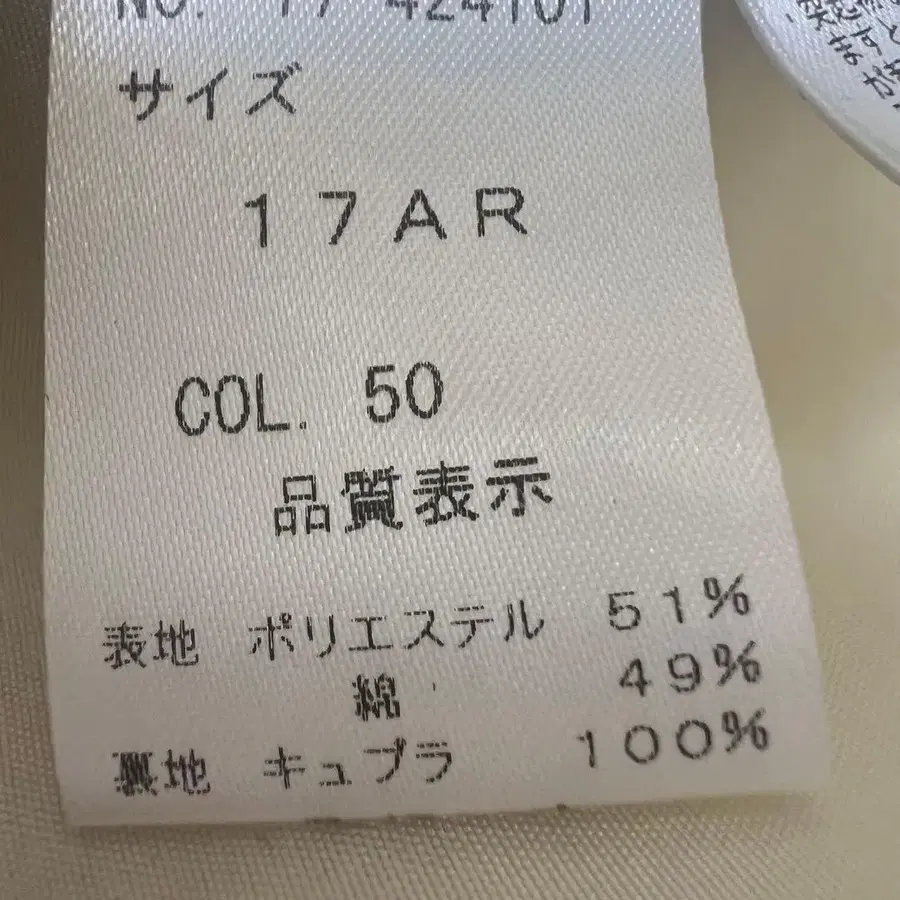 サイズ
17AR
COL. 50
品質表示
表地 ポリエステル 51%
綿 49%
裏地 キュプラ 100%